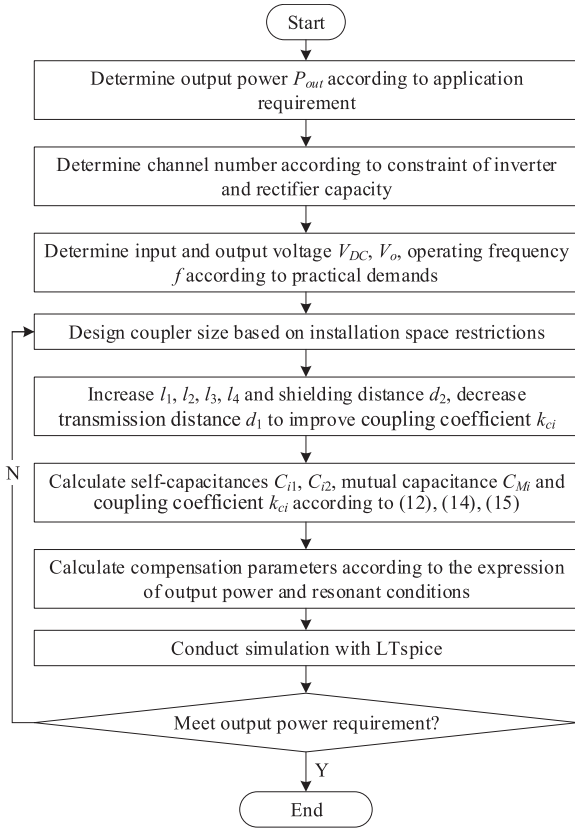 Start
Determine output power Pout according to application
requirement
Determine channel number according to constraint of inverter
and rectifier capacity
Determine input and output voltage VDC, Vo, operating frequency
f according to practical demands
Design coupler size based on installation space restrictions
Increase l1, l2, l3, l4 and shielding distance d2, decrease
transmission distance d1 to improve coupling coefficient kci
N
Calculate self-capacitances Ci1, Ci2, mutual capacitance CMi and
coupling coefficient kci according to (12), (14), (15)
Calculate compensation parameters according to the expression
of output power and resonant conditions
Conduct simulation with LTspice
Meet output power requirement?
Y
End